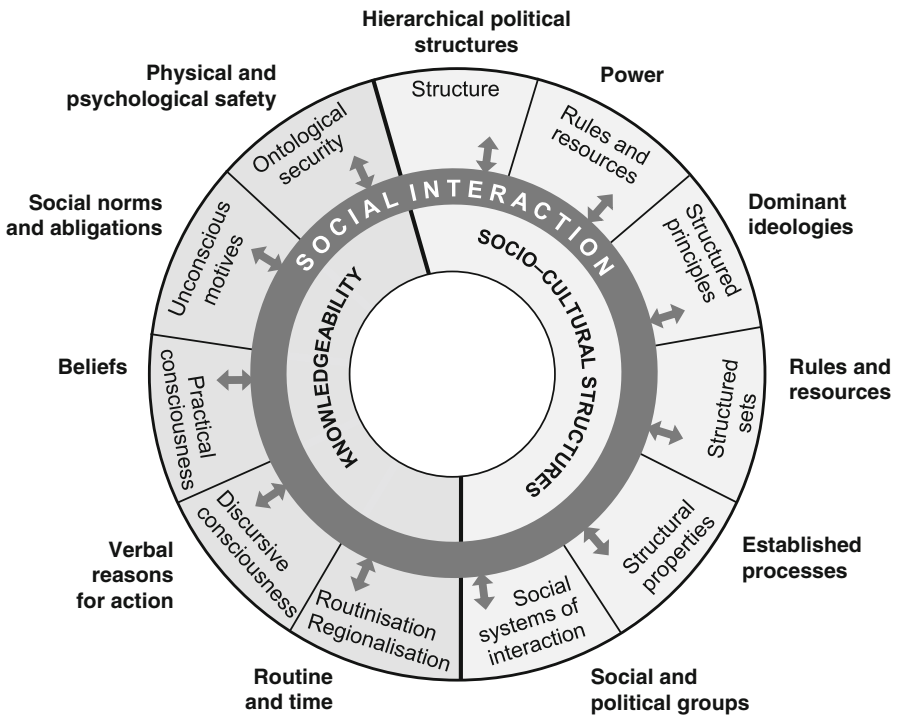 Hierarchical political
structures
Physical and
psychological safety
Power
Structure
Ontological
security
Rules and
resources
Social norms
and abligations
Dominant
ideologies
Unconscious
motives
SOCIAL INTERACTION
Structured
principles
KNOWLEDGEABILITY
SOCIO–CULTURAL STRUCTURES
Beliefs
Practical
consciousness
Structured
sets
Rules and
resources
Verbal
reasons
for action
Discursive
consciousness
Structural
properties
Established
processes
Routinisation
Regionalisation
Social
systems of
interaction
Routine
and time
Social and
political groups